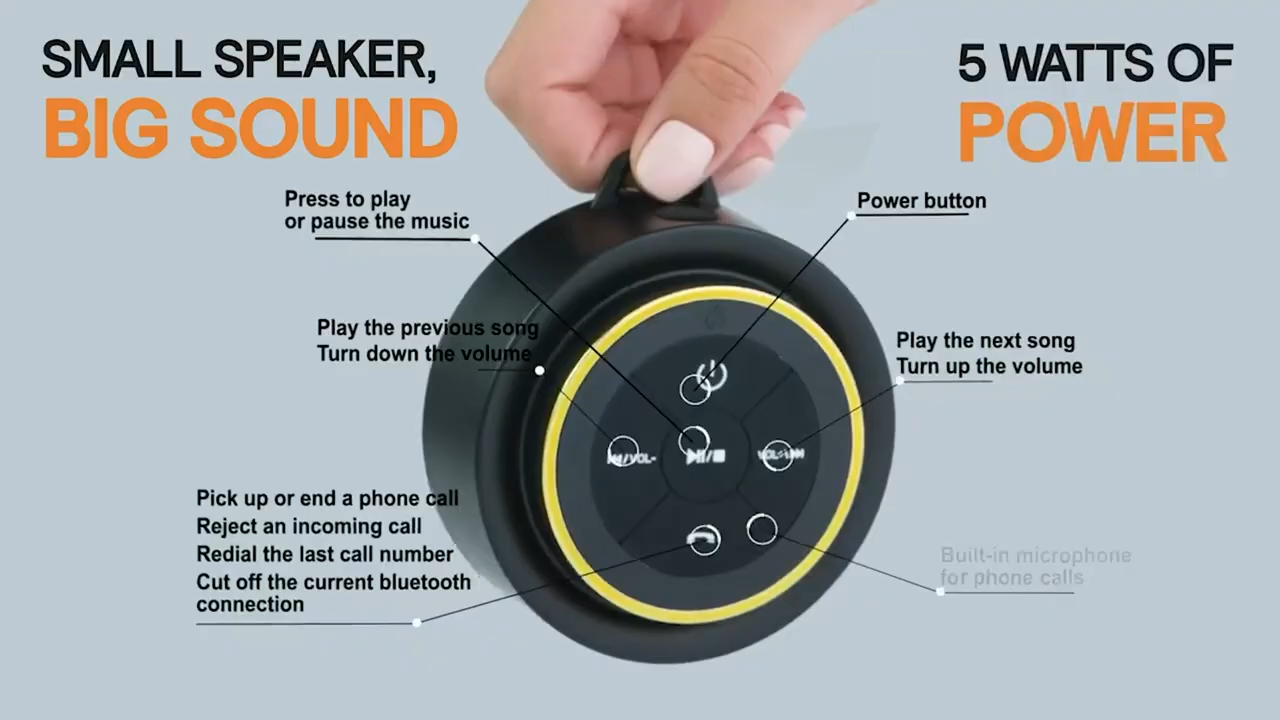 SMALL SPEAKER,
BIG SOUND
5 WATTS OF
POWER
Press to play
or pause the music
Power button
Play the previous song
Turn down the volume
Play the next song
Turn up the volume
Pick up or end a phone call
Reject an incoming call
Redial the last call number
Cut off the current bluetooth
connection
Built-in microphone
for phone calls